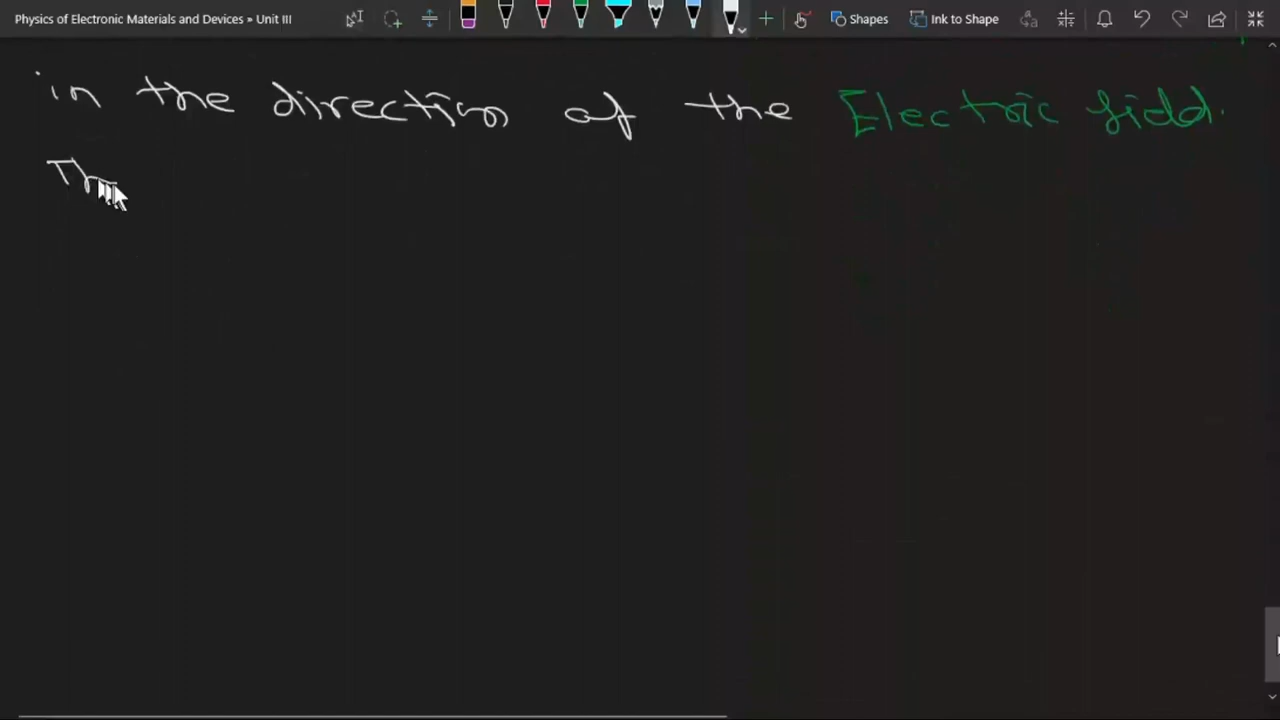 Physics of Electronic Materials and Devices » Unit III
Shapes
Ink to Shape
in the direction of the Electric field.
Th